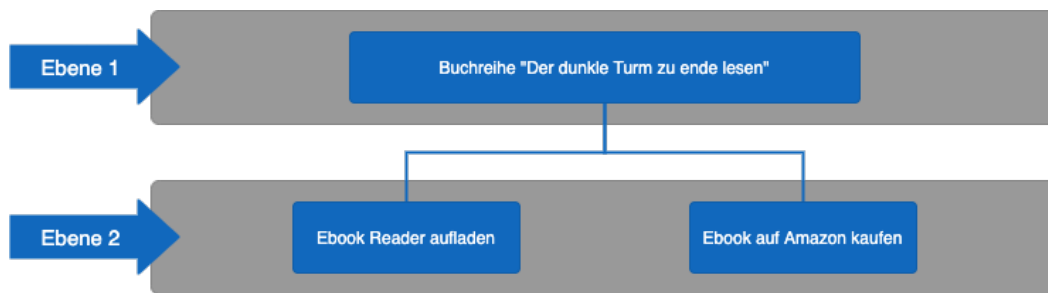 Ebene 1
Buchreihe "Der dunkle Turm zu ende lesen"
Ebene 2
Ebook Reader aufladen
Ebook auf Amazon kaufen